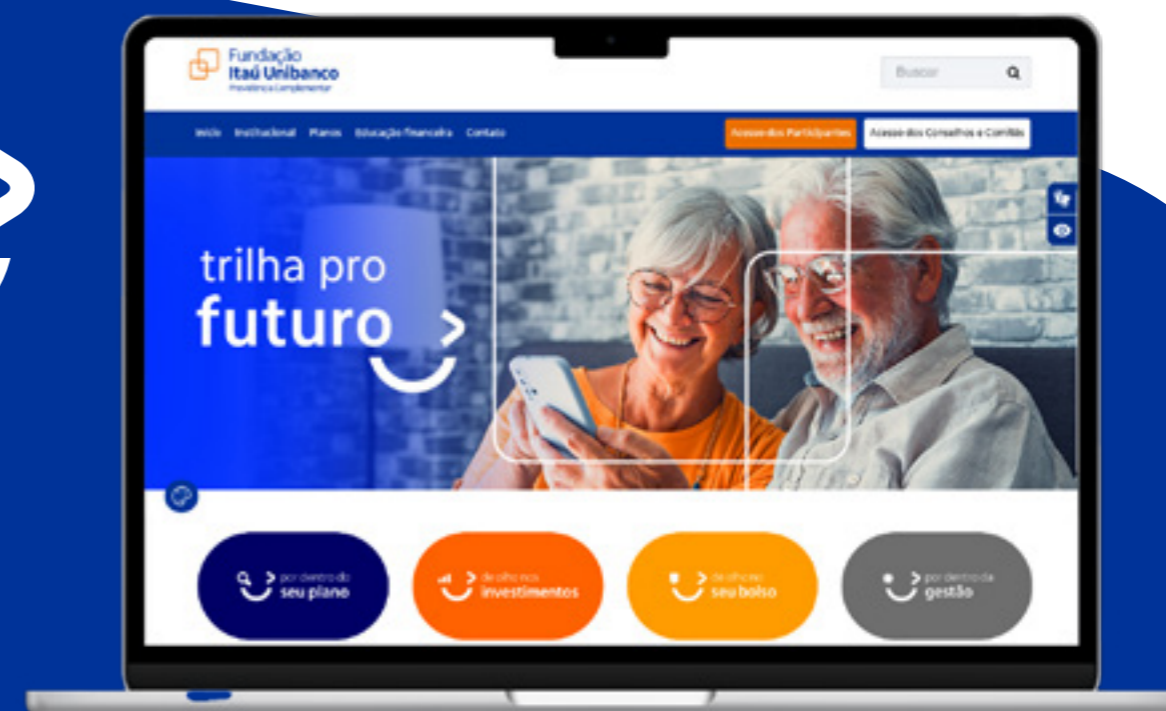 Fundação
Itaú Unibanco
Previdência Complementar
Buscar
Início Institucional Planos Educação financeira Contato
Acesso dos Participantes
Acesso dos Conselhos e Comitês
trilha pro
futuro
por dentro do
seu plano
de olho nos
investimentos
de olho no
seu bolso
por dentro da
gestão